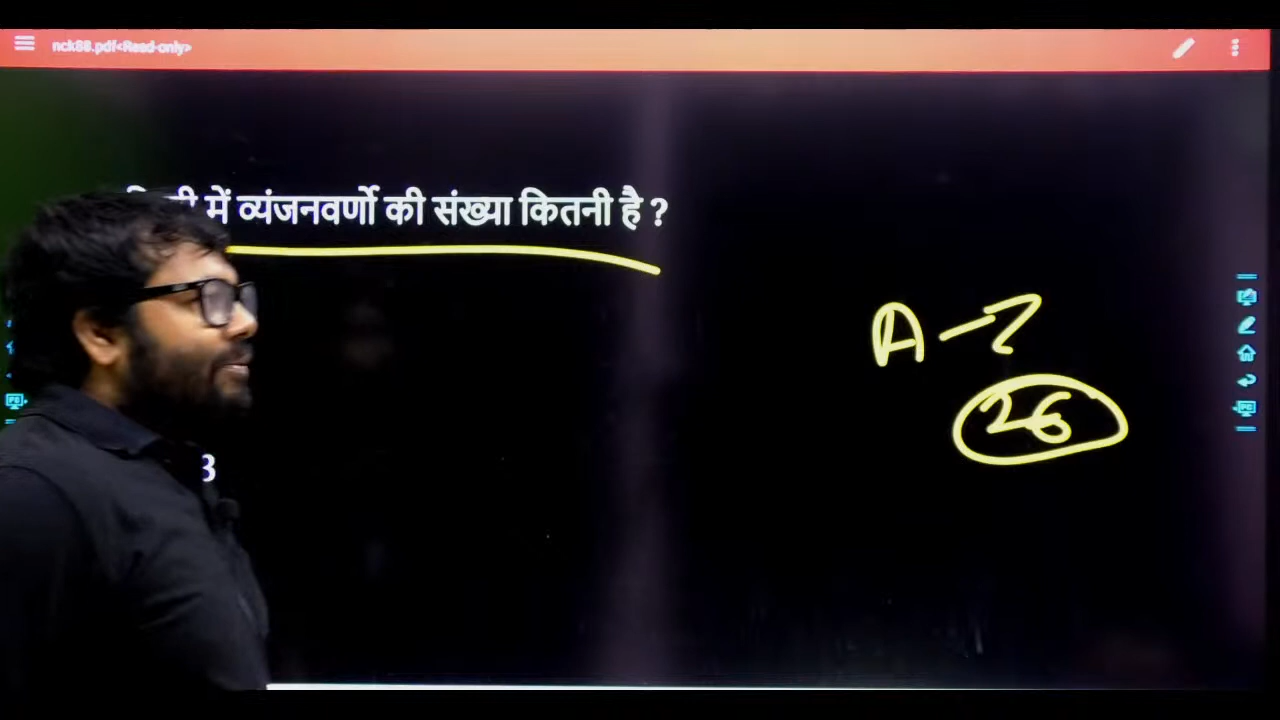 nck88.pdf<Read-only>
में व्यंजनवर्णो की संख्या कितनी है ?
A-Z
26
3